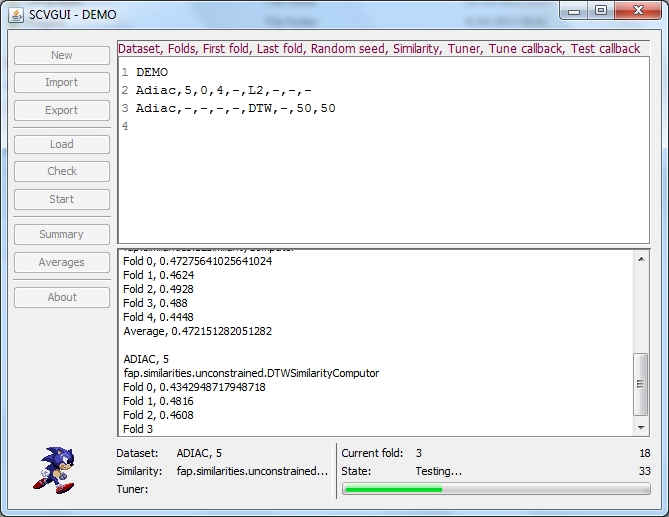 SCVGUI - DEMO
New
Import
Export
Load
Check
Start
Summary
Averages
About
Dataset, Folds, First fold, Last fold, Random seed, Similarity, Tuner, Tune callback, Test callback
1 DEMO
2 Adiac,5,0,4,-,L2,-,-,-
3 Adiac,-,-,-,-,DTW,-,50,50
4
Fold 0, 0.47275641025641024
Fold 1, 0.4624
Fold 2, 0.4928
Fold 3, 0.488
Fold 4, 0.4448
Average, 0.472151282051282
ADIAC, 5
fap.similarities.unconstrained.DTWSimilarityComputor
Fold 0, 0.4342948717948718
Fold 1, 0.4816
Fold 2, 0.4608
Fold 3
Dataset: ADIAC, 5
Similarity: fap.similarities.unconstrained...
Tuner:
Current fold: 3 18
State: Testing... 33